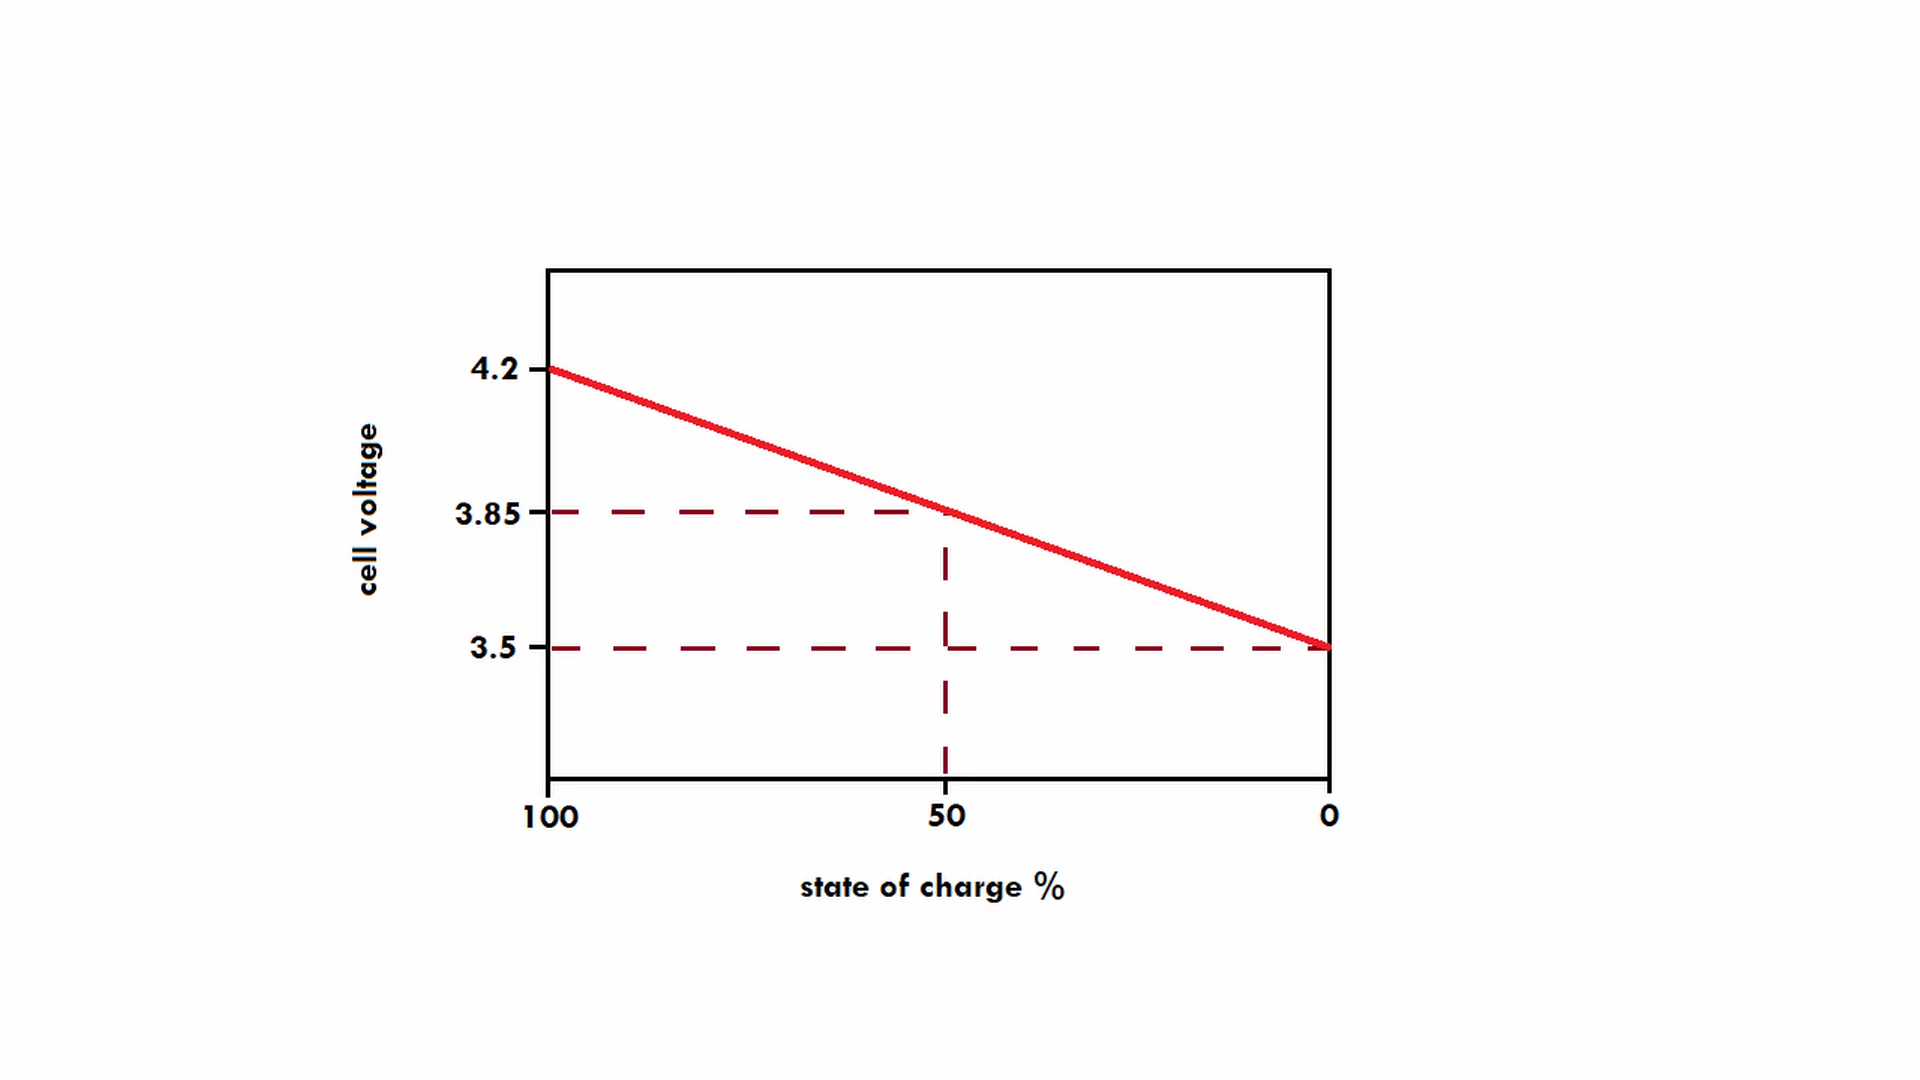 4.2
3.85
3.5
cell voltage
100 50 0
state of charge %